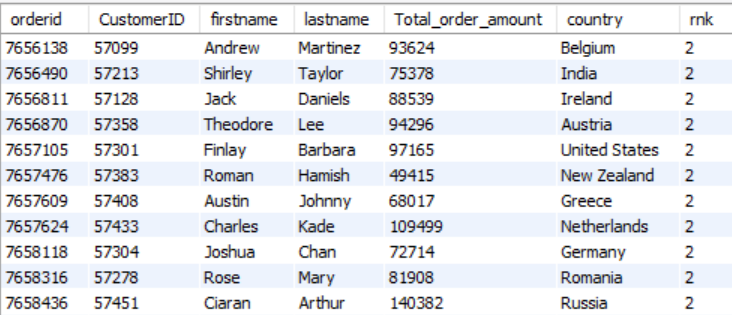 orderid CustomerID firstname lastname Total_order_amount country rnk
7656138 57099 Andrew Martinez 93624 Belgium 2
7656490 57213 Shirley Taylor 75378 India 2
7656811 57128 Jack Daniels 88539 Ireland 2
7656870 57358 Theodore Lee 94296 Austria 2
7657105 57301 Finlay Barbara 97165 United States 2
7657476 57383 Roman Hamish 49415 New Zealand 2
7657609 57408 Austin Johnny 68017 Greece 2
7657624 57433 Charles Kade 109499 Netherlands 2
7658118 57304 Joshua Chan 72714 Germany 2
7658316 57278 Rose Mary 81908 Romania 2
7658436 57451 Ciaran Arthur 140382 Russia 2